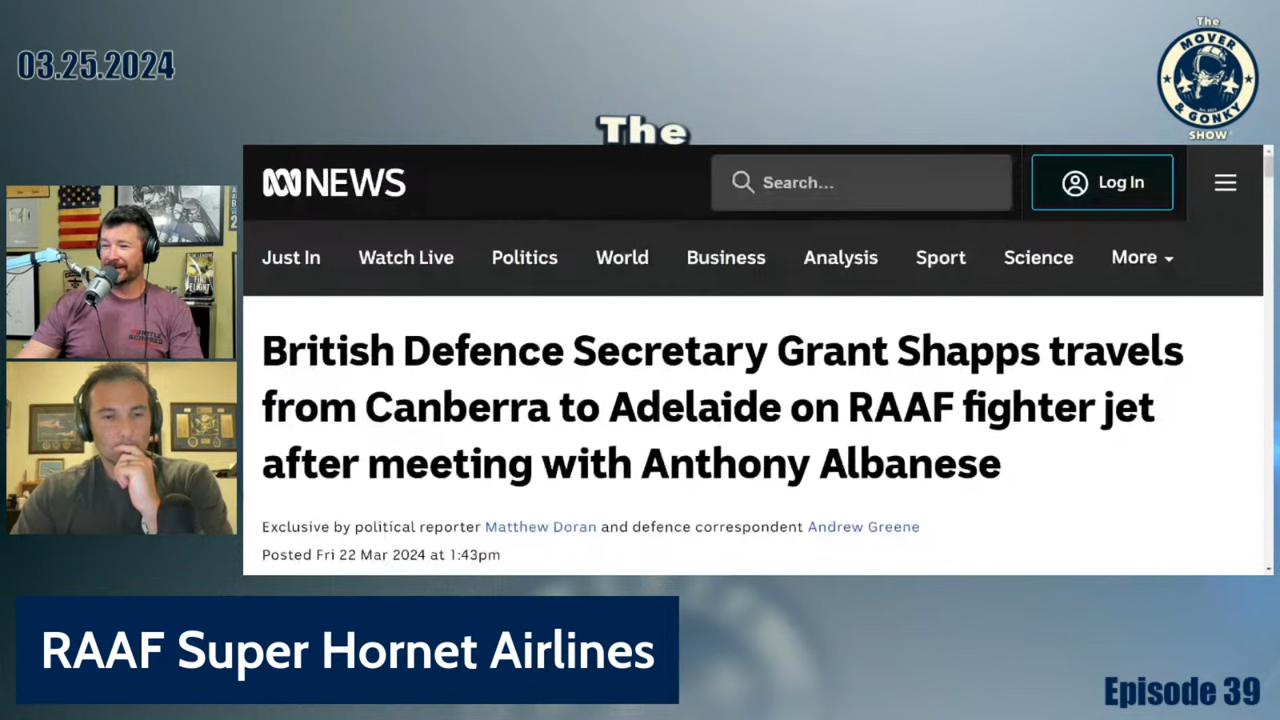 03.25.2024
The
MOVER
& GONKY
SHOW
The
NEWS
Search...
Log In
Just In
Watch Live
Politics
World
Business
Analysis
Sport
Science
More
British Defence Secretary Grant Shapps travels
from Canberra to Adelaide on RAAF fighter jet
after meeting with Anthony Albanese
Exclusive by political reporter Matthew Doran and defence correspondent Andrew Greene
Posted Fri 22 Mar 2024 at 1:43pm
RAAF Super Hornet Airlines
Episode 39